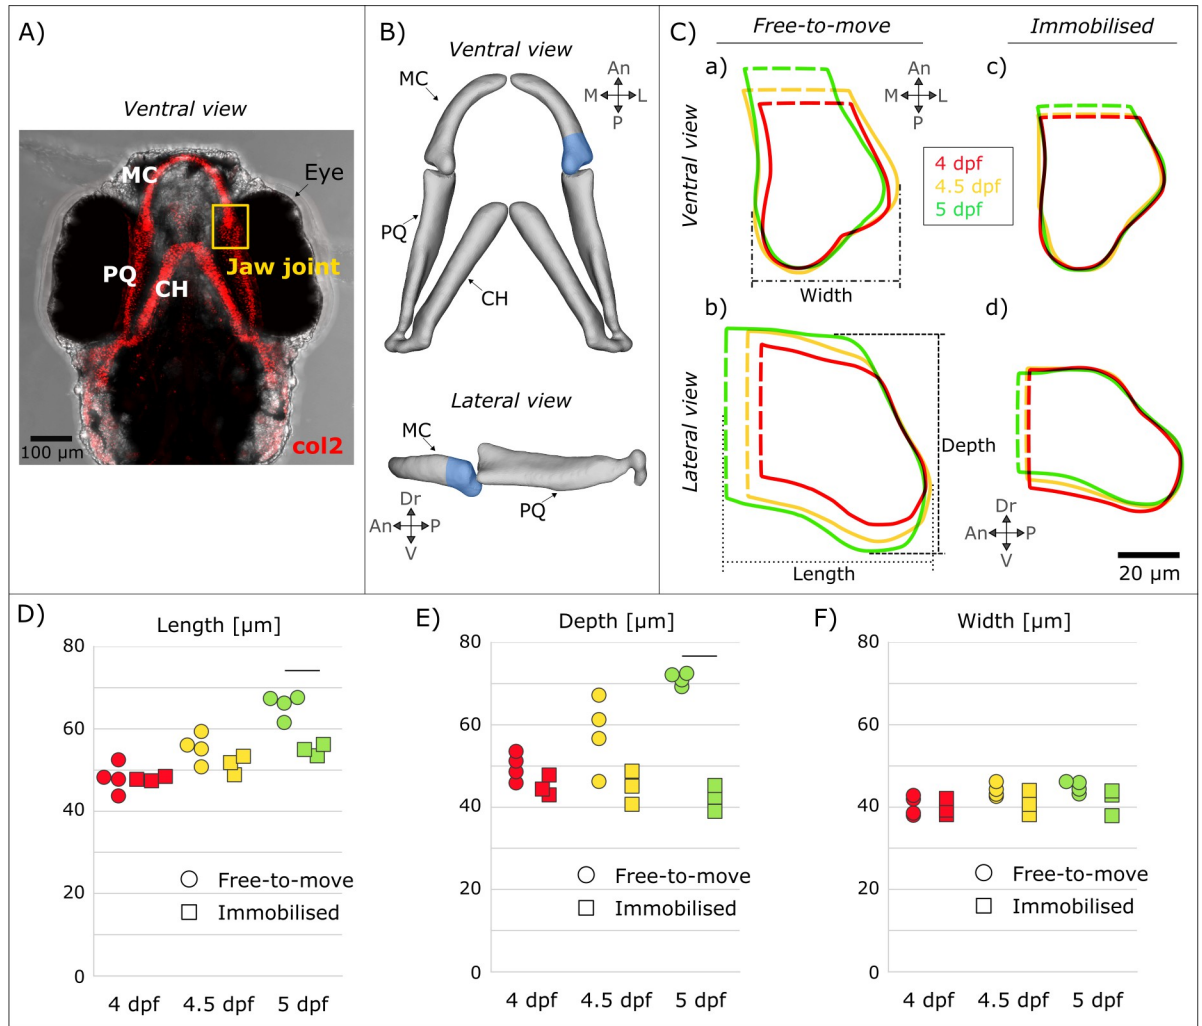 A)
Ventral view
MC
Eye
PQ
Jaw joint
CH
100 µm
col2
B)
Ventral view
MC
An
M L
P
PQ
CH
Lateral view
MC
PQ
Dr
An P
V
C)
Free-to-move
Immobilised
a)
An
M L
P
c)
Ventral view
4 dpf
4.5 dpf
5 dpf
Width
b)
d)
Lateral view
Depth
Length
Dr
An P
V
20 µm
D)
Length [µm]
80
60
40
20
0
Free-to-move
Immobilised
4 dpf 4.5 dpf 5 dpf
E)
Depth [µm]
80
60
40
20
0
Free-to-move
Immobilised
4 dpf 4.5 dpf 5 dpf
F)
Width [µm]
80
60
40
20
0
Free-to-move
Immobilised
4 dpf 4.5 dpf 5 dpf